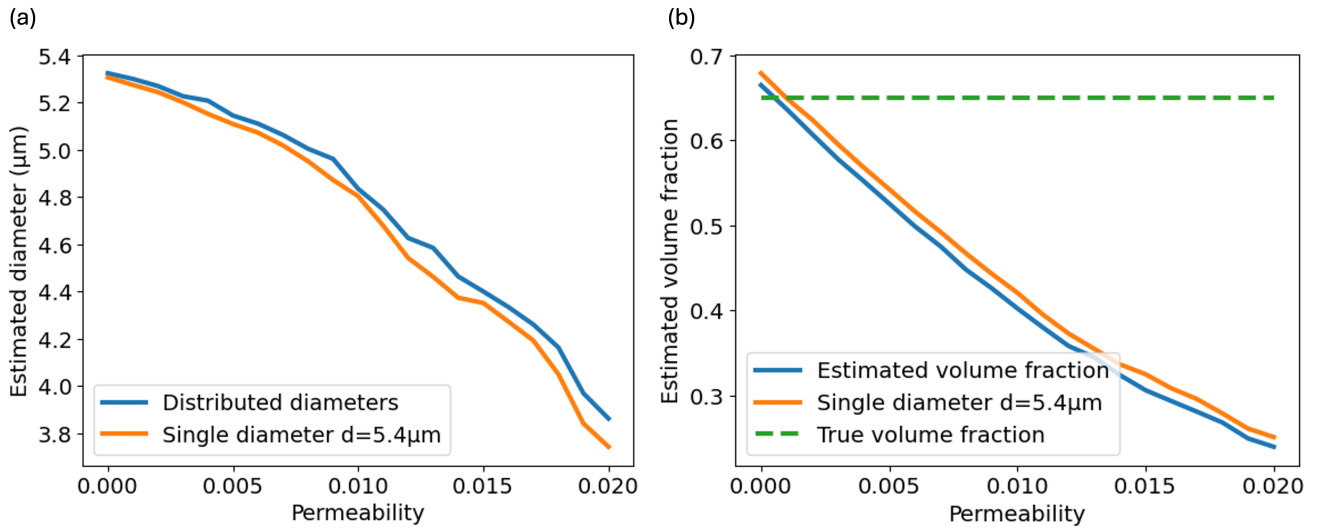 (a)
5.4
5.2
5.0
4.8
4.6
4.4
4.2
4.0
3.8
Estimated diameter (μm)
Distributed diameters
Single diameter d=5.4μm
0.000 0.005 0.010 0.015 0.020
Permeability
(b)
0.7
0.6
0.5
0.4
0.3
Estimated volume fraction
Estimated volume fraction
Single diameter d=5.4μm
True volume fraction
0.000 0.005 0.010 0.015 0.020
Permeability